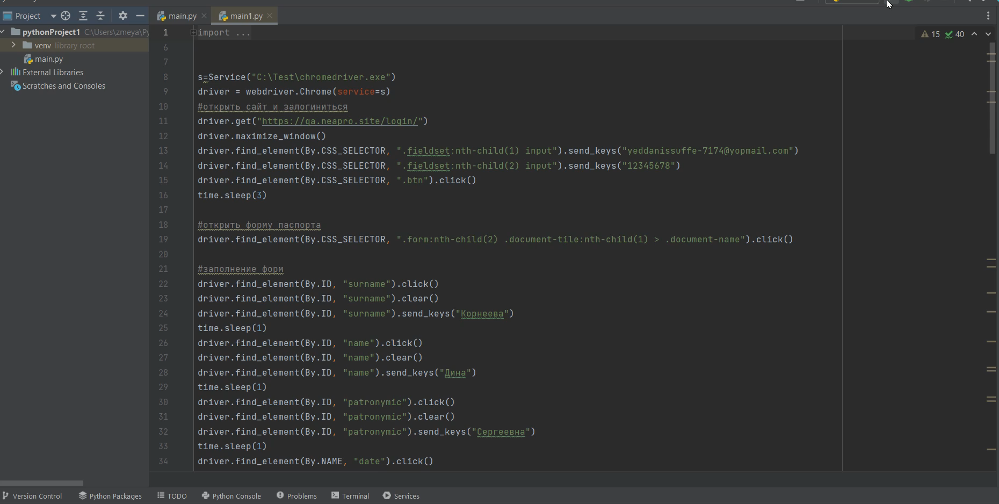 Project
main.py
main1.py
pythonProject1 C:\Users\zmeya\Py
venv library root
main.py
External Libraries
Scratches and Consoles
15 40
1 import ...
6
7
8 s=Service("C:\Test\chromedriver.exe")
9 driver = webdriver.Chrome(service=s)
10 #открыть сайт и залогиниться
11 driver.get("https://qa.neapro.site/login/")
12 driver.maximize_window()
13 driver.find_element(By.CSS_SELECTOR, ".fieldset:nth-child(1) input").send_keys("yeddanissuffe-7174@yopmail.com")
14 driver.find_element(By.CSS_SELECTOR, ".fieldset:nth-child(2) input").send_keys("12345678")
15 driver.find_element(By.CSS_SELECTOR, ".btn").click()
16 time.sleep(3)
17
18 #открыть форму паспорта
19 driver.find_element(By.CSS_SELECTOR, ".form:nth-child(2) .document-tile:nth-child(1) > .document-name").click()
20
21 #заполнение форм
22 driver.find_element(By.ID, "surname").click()
23 driver.find_element(By.ID, "surname").clear()
24 driver.find_element(By.ID, "surname").send_keys("Корнеева")
25 time.sleep(1)
26 driver.find_element(By.ID, "name").click()
27 driver.find_element(By.ID, "name").clear()
28 driver.find_element(By.ID, "name").send_keys("Дина")
29 time.sleep(1)
30 driver.find_element(By.ID, "patronymic").click()
31 driver.find_element(By.ID, "patronymic").clear()
32 driver.find_element(By.ID, "patronymic").send_keys("Сергеевна")
33 time.sleep(1)
34 driver.find_element(By.NAME, "date").click()
Version Control Python Packages TODO Python Console Problems Terminal Services